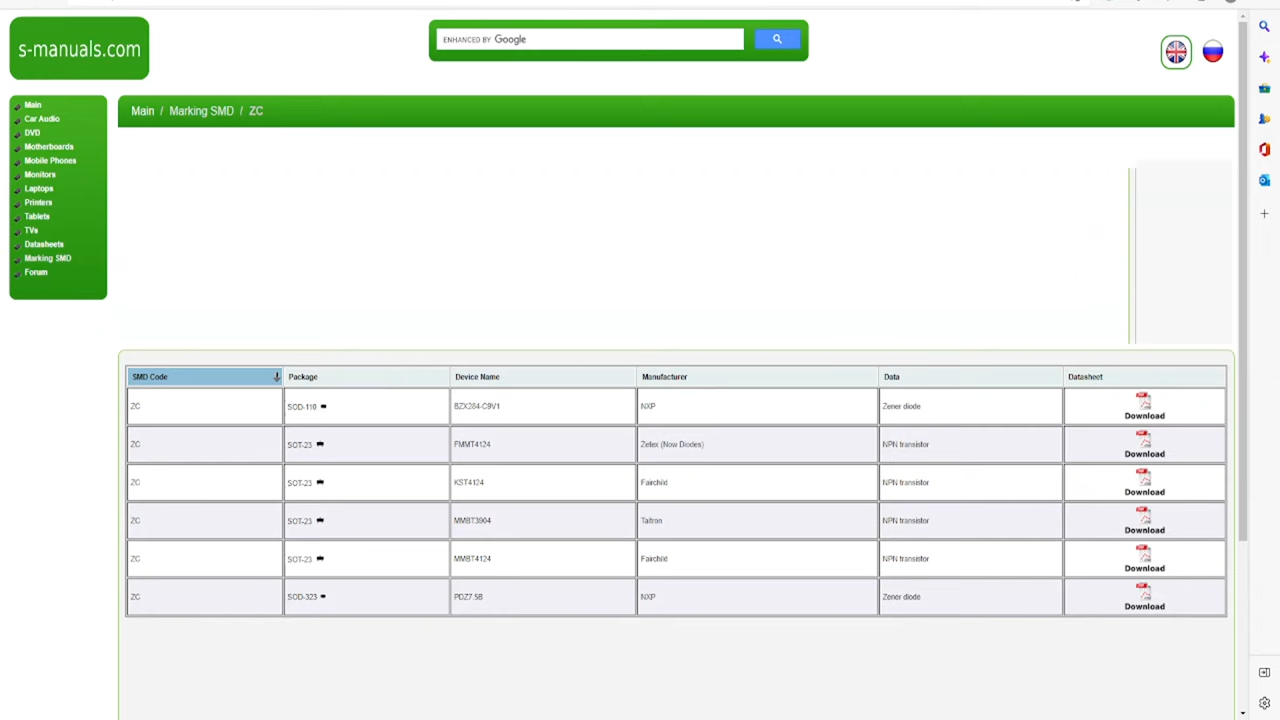 s-manuals.com
ENHANCED BY Google
Main
Car Audio
DVD
Motherboards
Mobile Phones
Monitors
Laptops
Printers
Tablets
TVs
Datasheets
Marking SMD
Forum
Main / Marking SMD / ZC
SMD Code Package Device Name Manufacturer Data Datasheet
ZC SOD-110 BZX284-C9V1 NXP Zener diode Download
ZC SOT-23 FMMT4124 Zetex (Now Diodes) NPN transistor Download
ZC SOT-23 KST4124 Fairchild NPN transistor Download
ZC SOT-23 MMBT3904 Taitron NPN transistor Download
ZC SOT-23 MMBT4124 Fairchild NPN transistor Download
ZC SOD-323 PDZ7.5B NXP Zener diode Download